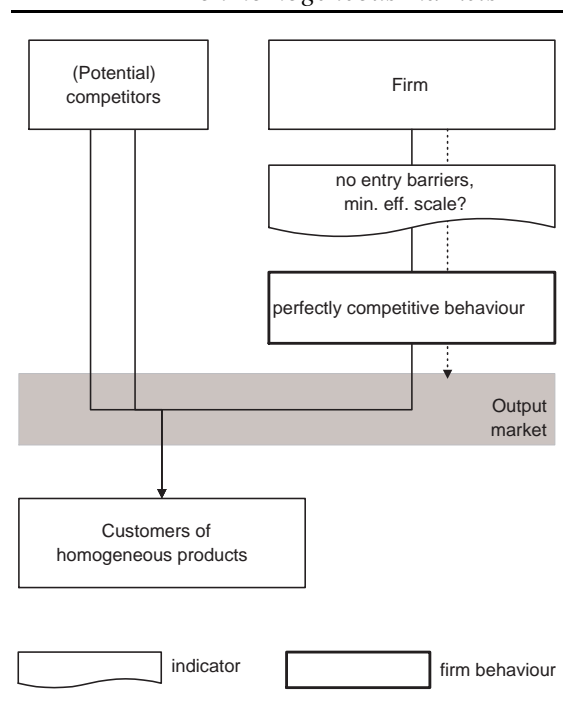 (Potential)
competitors
Firm
no entry barriers,
min. eff. scale?
perfectly competitive behaviour
Output
market
Customers of
homogeneous products
indicator
firm behaviour